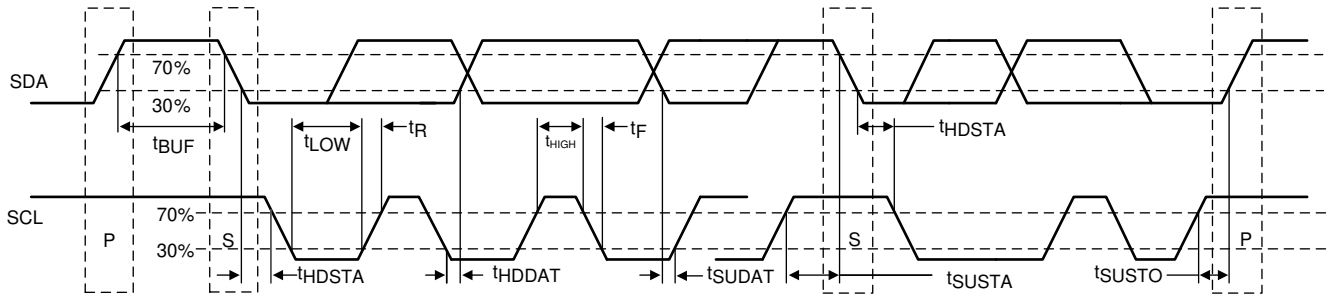 SDA
70%
30%
tBUF
tLOW
tR
tHIGH
tF
tHDSTA
SCL
70%
30%
P
S
S
P
tHDSTA
tHDDAT
tSUDAT
tSUSTA
tSUSTO